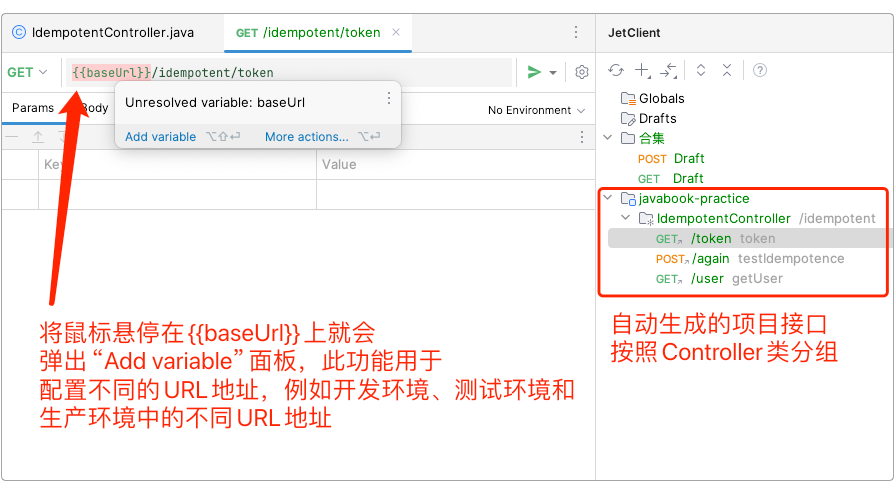 IdempotentController.java
GET /idempotent/token
JetClient
GET
{{baseUrl}}/idempotent/token
Params
Body
Unresolved variable: baseUrl
Add variable ⌥⇧⏎ More actions... ⌥⏎
No Environment
Value
Globals
Drafts
合集
POST Draft
GET Draft
javabook-practice
IdempotentController /idempotent
GET /token token
POST /again testIdempotence
GET /user getUser
将鼠标悬停在{{baseUrl}}上就会
弹出“Add variable”面板，此功能用于
配置不同的URL地址，例如开发环境、测试环境和
生产环境中的不同URL地址
自动生成的项目接口
按照Controller类分组